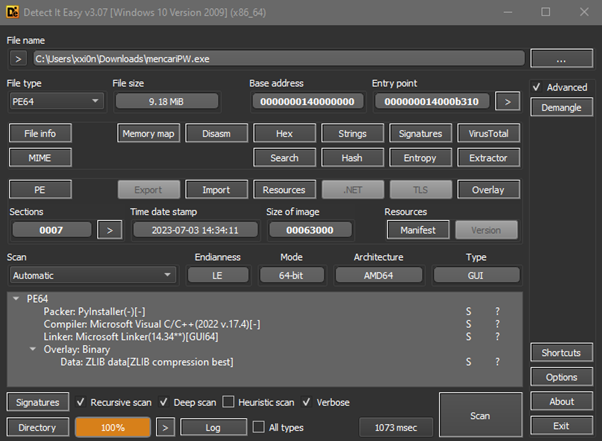 Detect It Easy v3.07 [Windows 10 Version 2009] (x86_64)
File name
> C:\Users\xxi0n\Downloads\mencariPW.exe ...
File type File size Base address Entry point Advanced
PE64 9.18 MiB 0000000140000000 000000014000b310 > Demangle
File info Memory map Disasm Hex Strings Signatures VirusTotal
MIME Search Hash Entropy Extractor
PE Export Import Resources .NET TLS Overlay
Sections Time date stamp Size of image Resources
0007 > 2023-07-03 14:34:11 00063000 Manifest Version
Scan Endianness Mode Architecture Type
Automatic LE 64-bit AMD64 GUI
PE64
Packer: PyInstaller(-)[-] S ?
Compiler: Microsoft Visual C/C++(2022 v.17.4)[-] S ?
Linker: Microsoft Linker(14.34**)[GUI64] S ?
Overlay: Binary
Data: ZLIB data[ZLIB compression best] S ?
Shortcuts
Options
Signatures Recursive scan Deep scan Heuristic scan Verbose Scan About
Directory 100% > Log All types 1073 msec Exit